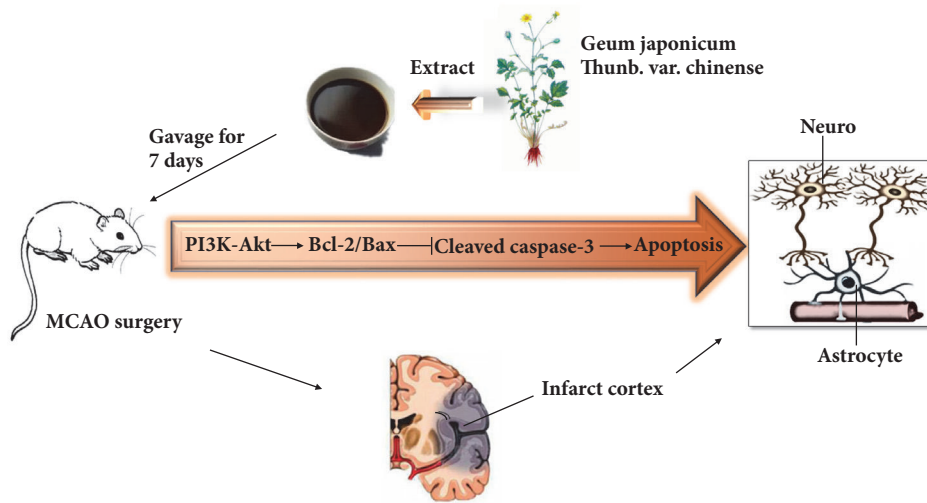 Geum japonicum
Thunb. var. chinense
Extract
Gavage for
7 days
Neuro
PI3K-Akt Bcl-2/Bax Cleaved caspase-3 Apoptosis
MCAO surgery
Astrocyte
Infarct cortex